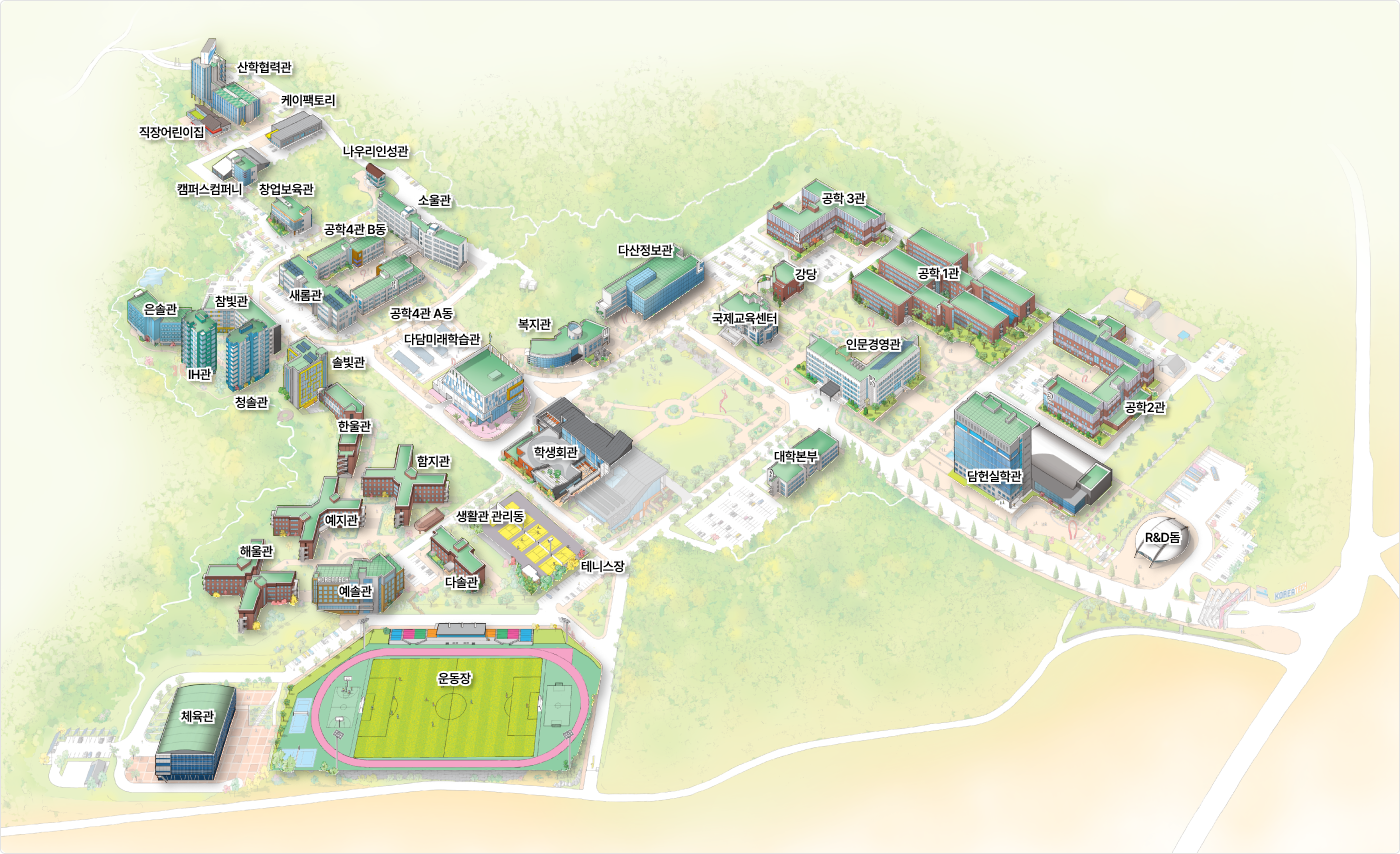 산학협력관
케이팩토리
직장어린이집
나우리인성관
캠퍼스컴퍼니
창업보육관
소울관
공학 3관
공학4관 B동
다산정보관
강당
공학 1관
새롬관
참빛관
은솔관
공학4관 A동
국제교육센터
복지관
다담미래학습관
인문경영관
솔빛관
IH관
청솔관
공학2관
한울관
학생회관
대학본부
함지관
담헌실학관
생활관 관리동
예지관
R&D돔
해울관
테니스장
다솔관
예솔관
운동장
체육관